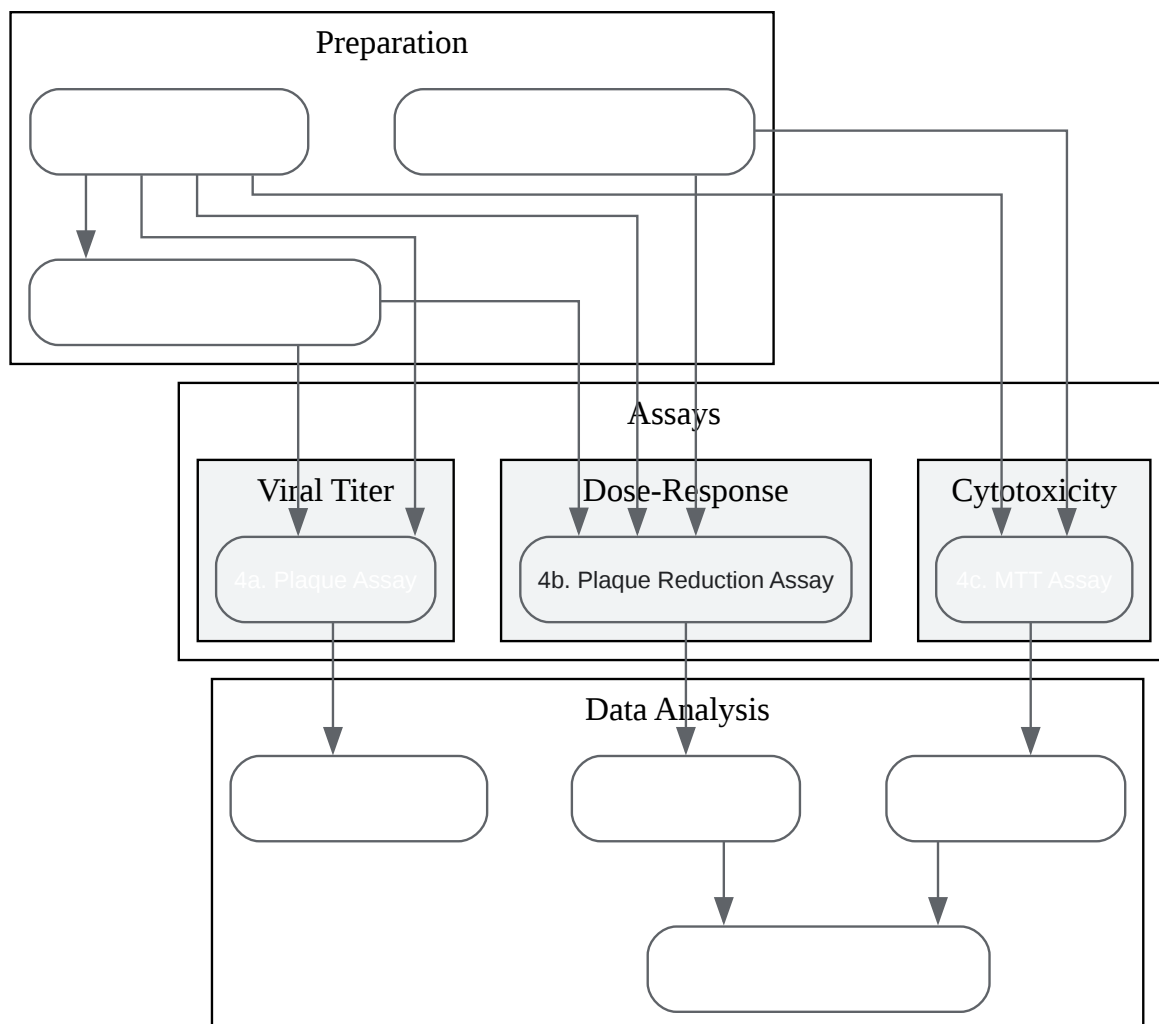 Preparation
Assays
Viral Titer
Dose-Response
Cytotoxicity
4a. Plaque Assay
4b. Plaque Reduction Assay
4c. MTT Assay
Data Analysis